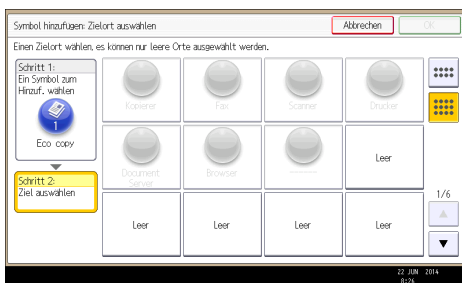 Symbol hinzufügen: Zielort auswählen
Abbrechen
OK
Einen Zielort wählen, es können nur leere Orte ausgewählt werden.
Schritt 1:
Ein Symbol zum
Hinzuf. wählen
1
Eco copy
Schritt 2:
Ziel auswählen
Kopierer
Fax
Scanner
Drucker
Document
Server
Browser
Leer
Leer
Leer
Leer
Leer
1/6
22 JUN 2014
8:26